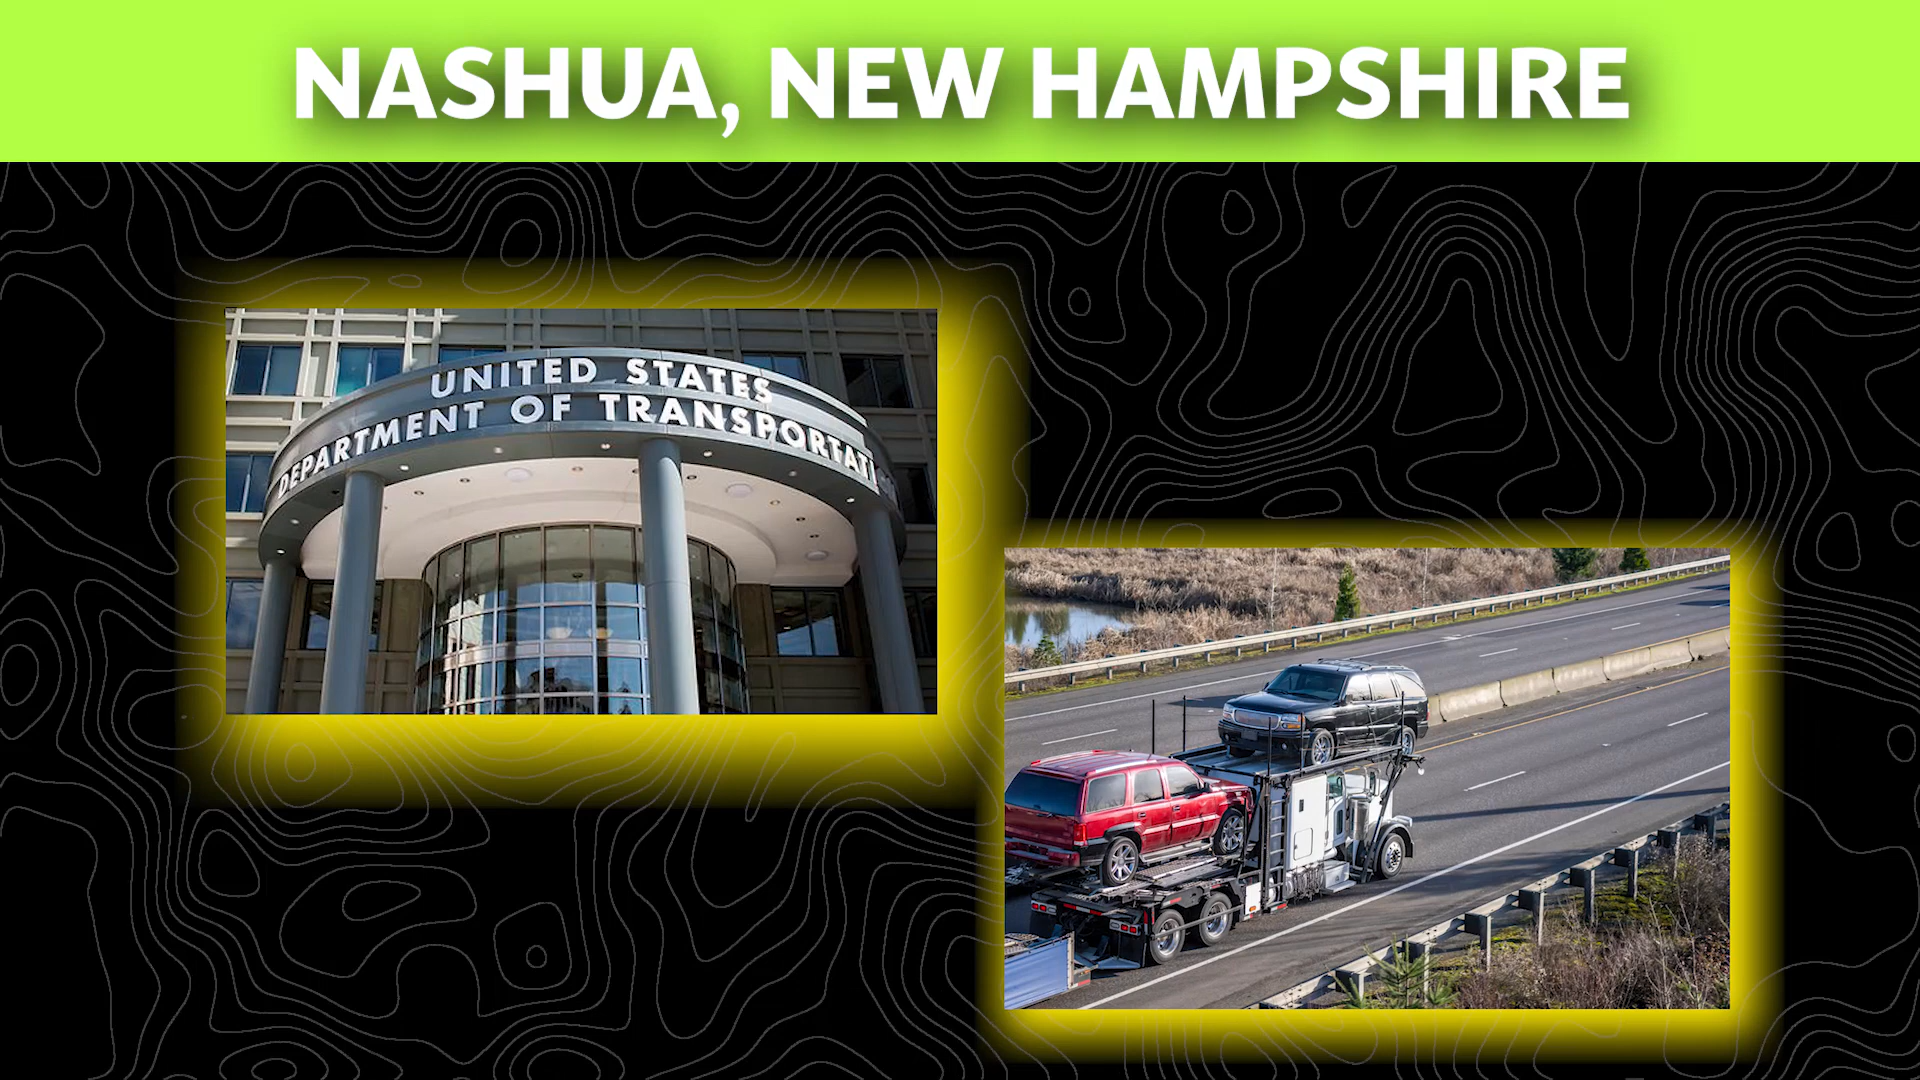 NASHUA, NEW HAMPSHIRE
UNITED STATES
DEPARTMENT OF TRANSPORTATI